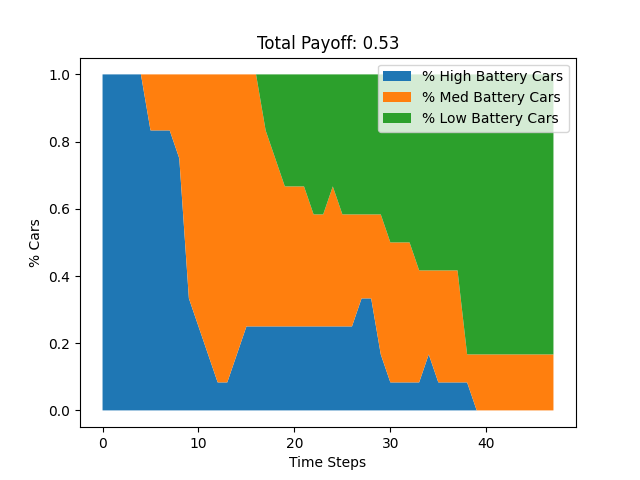 Total Payoff: 0.53
% High Battery Cars
% Med Battery Cars
% Low Battery Cars
1.0
0.8
0.6
0.4
0.2
0.0
% Cars
0 10 20 30 40
Time Steps